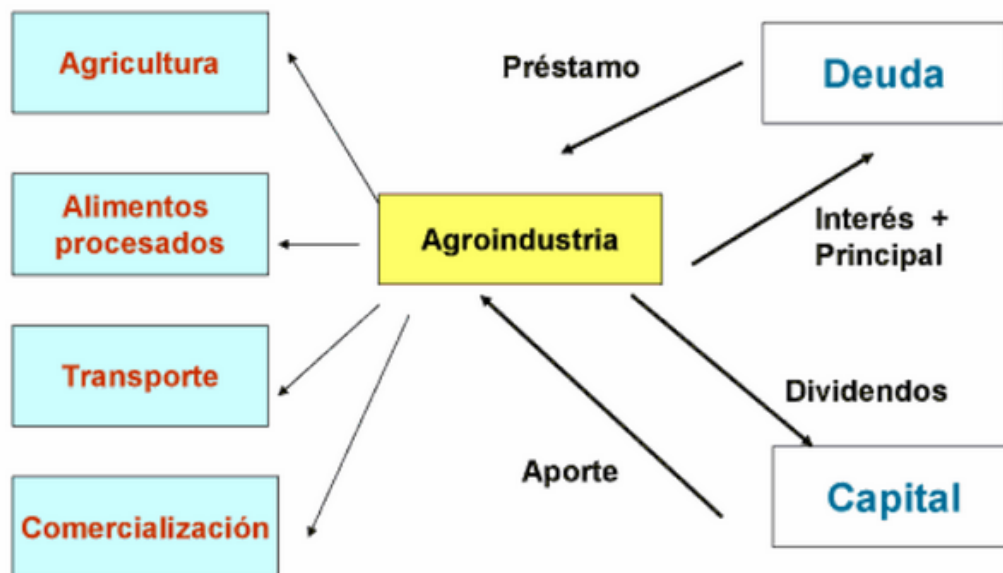 Agricultura
Préstamo
Deuda
Alimentos
procesados
Agroindustria
Interés +
Principal
Transporte
Dividendos
Aporte
Comercialización
Capital